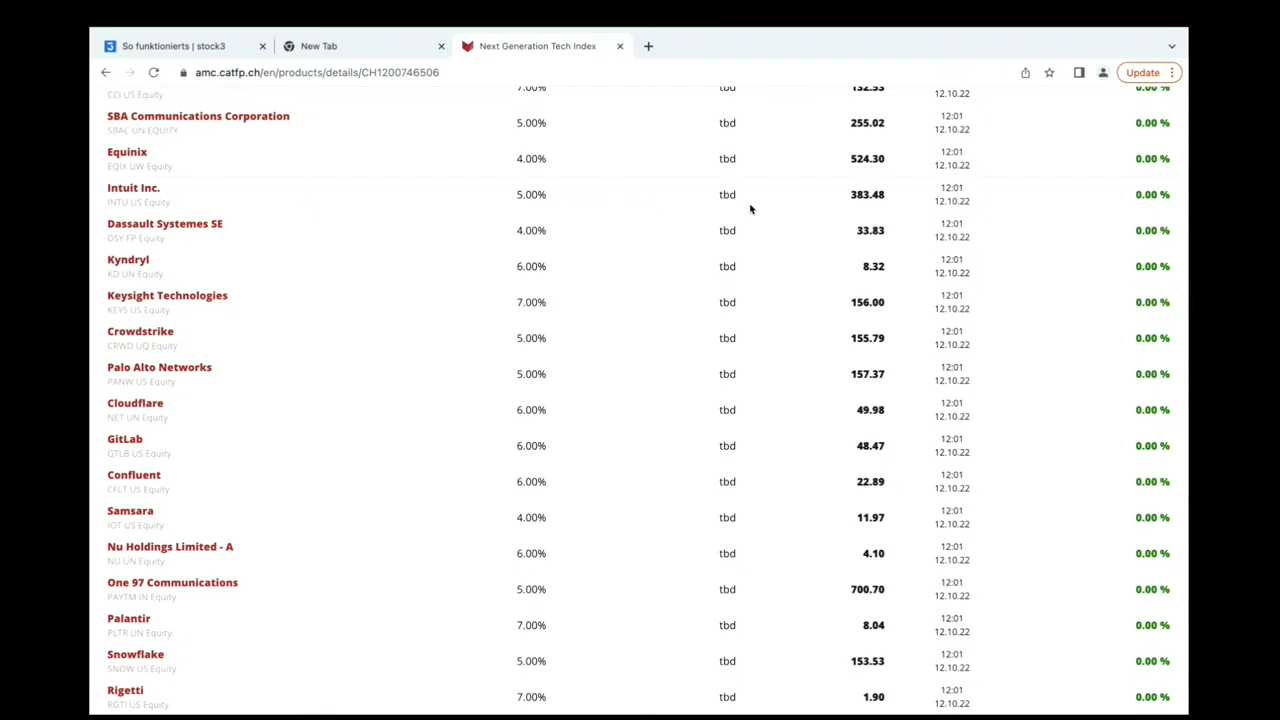 So funktionierts | stock3
New Tab
Next Generation Tech Index
amc.catfp.ch/en/products/details/CH1200746506
Update
CCI US Equity 7.00% tbd 132.53 12.10.22 0.00 %
SBA Communications Corporation
SBAC UN EQUITY 5.00% tbd 255.02 12:01 12.10.22 0.00 %
Equinix
EQIX UW Equity 4.00% tbd 524.30 12:01 12.10.22 0.00 %
Intuit Inc.
INTU US Equity 5.00% tbd 383.48 12:01 12.10.22 0.00 %
Dassault Systemes SE
DSY FP Equity 4.00% tbd 33.83 12:01 12.10.22 0.00 %
Kyndryl
KD UN Equity 6.00% tbd 8.32 12:01 12.10.22 0.00 %
Keysight Technologies
KEYS US Equity 7.00% tbd 156.00 12:01 12.10.22 0.00 %
Crowdstrike
CRWD UQ Equity 5.00% tbd 155.79 12:01 12.10.22 0.00 %
Palo Alto Networks
PANW US Equity 5.00% tbd 157.37 12:01 12.10.22 0.00 %
Cloudflare
NET UN Equity 6.00% tbd 49.98 12:01 12.10.22 0.00 %
GitLab
GTLB US Equity 6.00% tbd 48.47 12:01 12.10.22 0.00 %
Confluent
CFLT US Equity 6.00% tbd 22.89 12:01 12.10.22 0.00 %
Samsara
IOT US Equity 4.00% tbd 11.97 12:01 12.10.22 0.00 %
Nu Holdings Limited - A
NU UN Equity 6.00% tbd 4.10 12:01 12.10.22 0.00 %
One 97 Communications
PAYTM IN Equity 5.00% tbd 700.70 12:01 12.10.22 0.00 %
Palantir
PLTR UN Equity 7.00% tbd 8.04 12:01 12.10.22 0.00 %
Snowflake
SNOW US Equity 5.00% tbd 153.53 12:01 12.10.22 0.00 %
Rigetti
RGTI US Equity 7.00% tbd 1.90 12:01 12.10.22 0.00 %